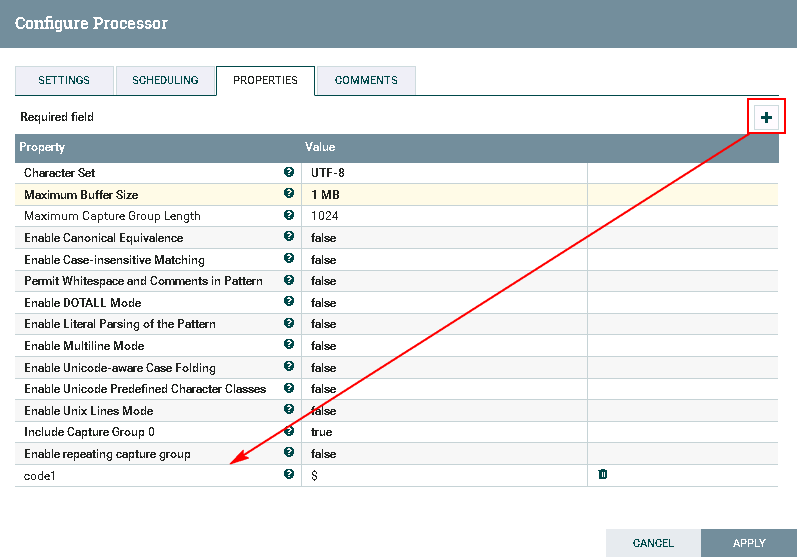 Configure Processor
SETTINGS SCHEDULING PROPERTIES COMMENTS
Required field
Property Value
Character Set UTF-8
Maximum Buffer Size 1 MB
Maximum Capture Group Length 1024
Enable Canonical Equivalence false
Enable Case-insensitive Matching false
Permit Whitespace and Comments in Pattern false
Enable DOTALL Mode false
Enable Literal Parsing of the Pattern false
Enable Multiline Mode false
Enable Unicode-aware Case Folding false
Enable Unicode Predefined Character Classes false
Enable Unix Lines Mode false
Include Capture Group 0 true
Enable repeating capture group false
code1 $
CANCEL APPLY